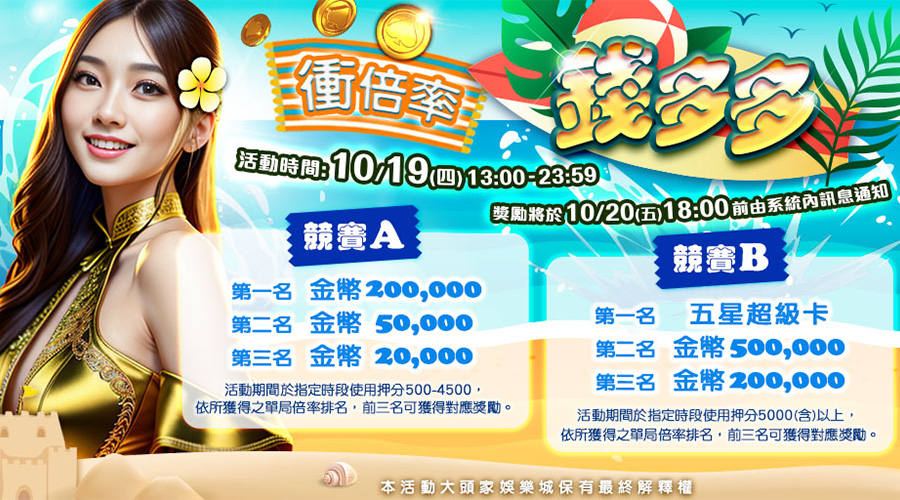 衝倍率
錢多多
活動時間:10/19(四)13:00-23:59
獎勵將於10/20(五)18:00前由系統內訊息通知
競賽A
第一名 金幣200,000
第二名 金幣 50,000
第三名 金幣 20,000
活動期間於指定時段使用押分500-4500，
依所獲得之單局倍率排名，前三名可獲得對應獎勵。
競賽B
第一名 五星超級卡
第二名 金幣500,000
第三名 金幣200,000
活動期間於指定時段使用押分5000(含)以上，
依所獲得之單局倍率排名，前三名可獲得對應獎勵。
本活動大頭家娛樂城保有最終解釋權